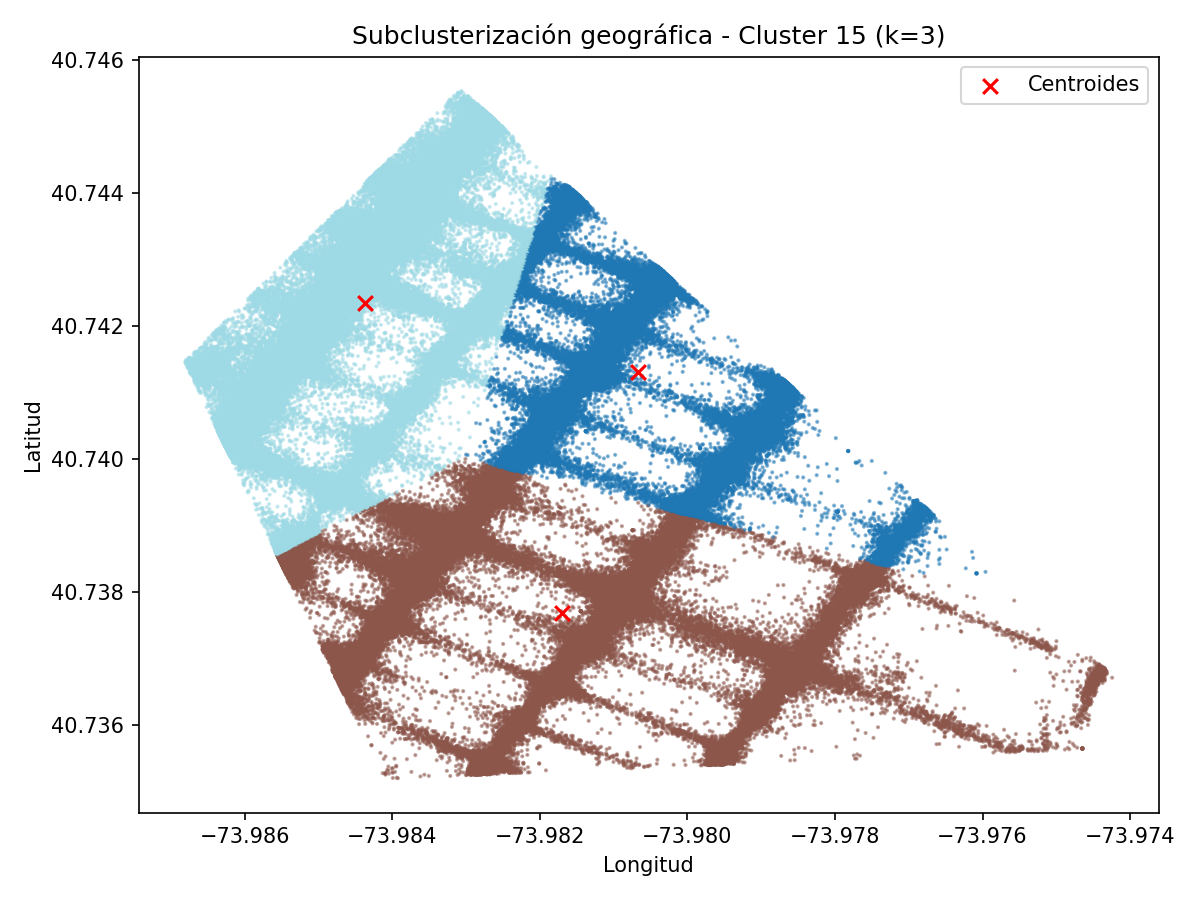 Subclusterización geográfica - Cluster 15 (k=3)
Centroides
40.746
40.744
40.742
40.740
40.738
40.736
Latitud
−73.986 −73.984 −73.982 −73.980 −73.978 −73.976 −73.974
Longitud